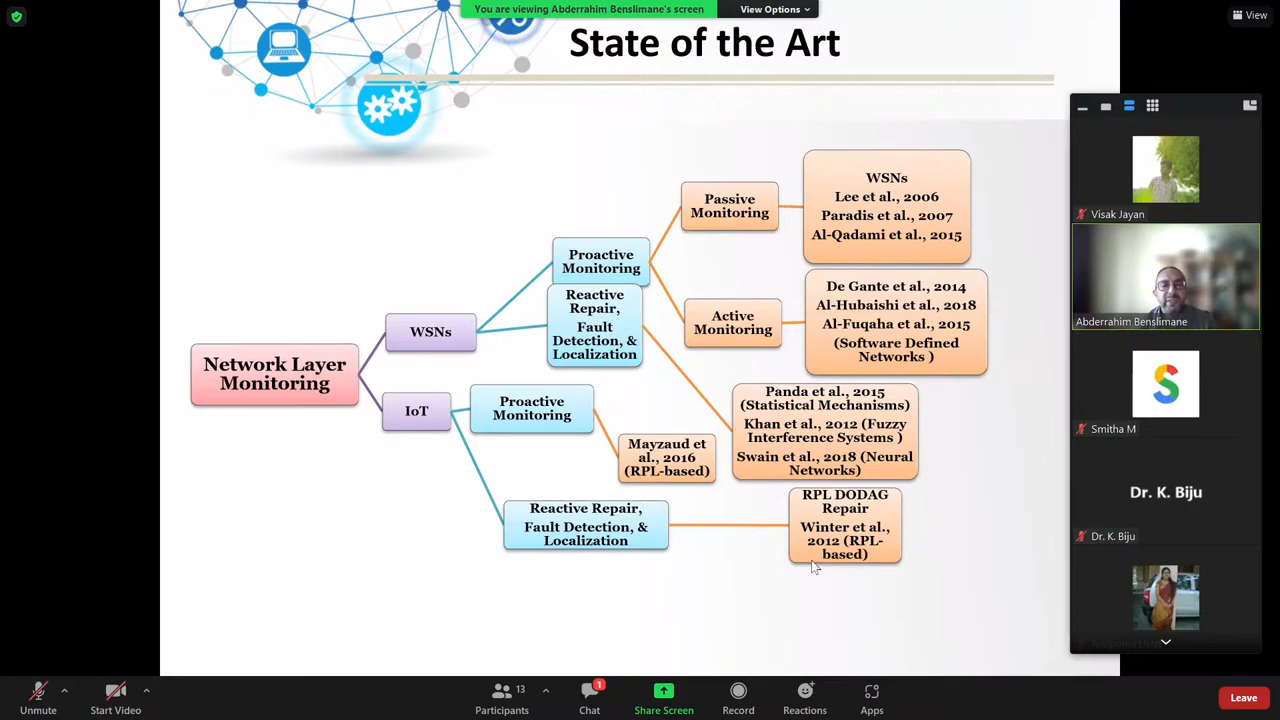 You are viewing Abderrahim Benslimane's screen
View Options
View
State of the Art
WSNs
Lee et al., 2006
Paradis et al., 2007
Al-Qadami et al., 2015
Passive
Monitoring
Proactive
Monitoring
Reactive
Repair,
Fault
Detection, &
Localization
Active
Monitoring
De Gante et al., 2014
Al-Hubaishi et al., 2018
Al-Fuqaha et al., 2015
(Software Defined
Networks )
WSNs
Network Layer
Monitoring
IoT
Proactive
Monitoring
Mayzaud et
al., 2016
(RPL-based)
Panda et al., 2015
(Statistical Mechanisms)
Khan et al., 2012 (Fuzzy
Interference Systems )
Swain et al., 2018 (Neural
Networks)
Reactive Repair,
Fault Detection, &
Localization
RPL DODAG
Repair
Winter et al.,
2012 (RPL-
based)
Visak Jayan
Abderrahim Benslimane
S
Smitha M
Dr. K. Biju
Dr. K. Biju
Unmute
Start Video
13
Participants
1
Chat
Share Screen
Record
Reactions
Apps
Leave